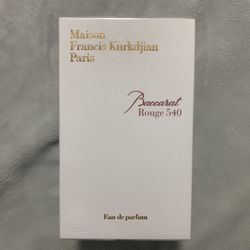 Maison
Francis Kurkdjian
Paris
Baccarat
Rouge 540
Eau de parfum